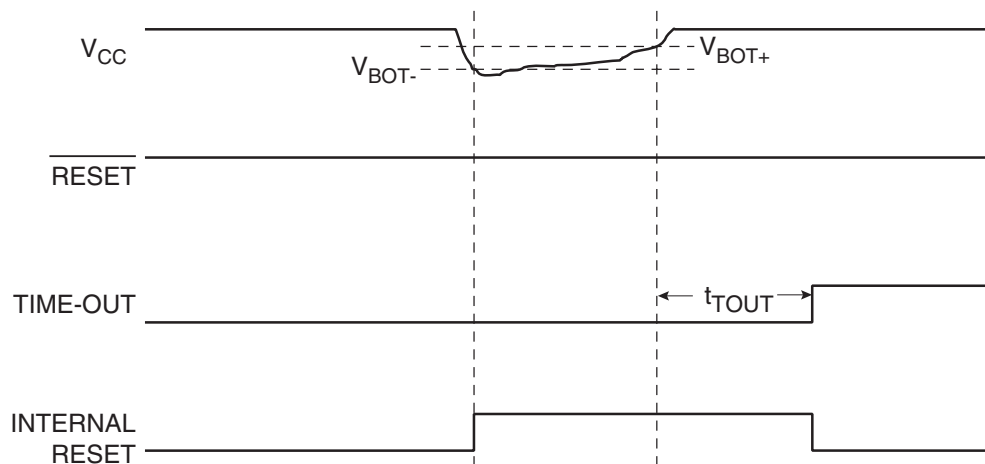 VCC
VBOT-
VBOT+
RESET
TIME-OUT
tTOUT
INTERNAL
RESET